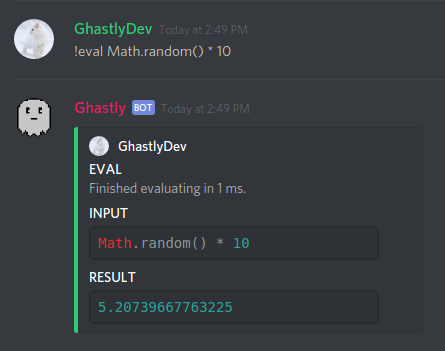 GhastlyDev Today at 2:49 PM
!eval Math.random() * 10
Ghastly BOT Today at 2:49 PM
GhastlyDev
EVAL
Finished evaluating in 1 ms.
INPUT
Math.random() * 10
RESULT
5.20739667763225